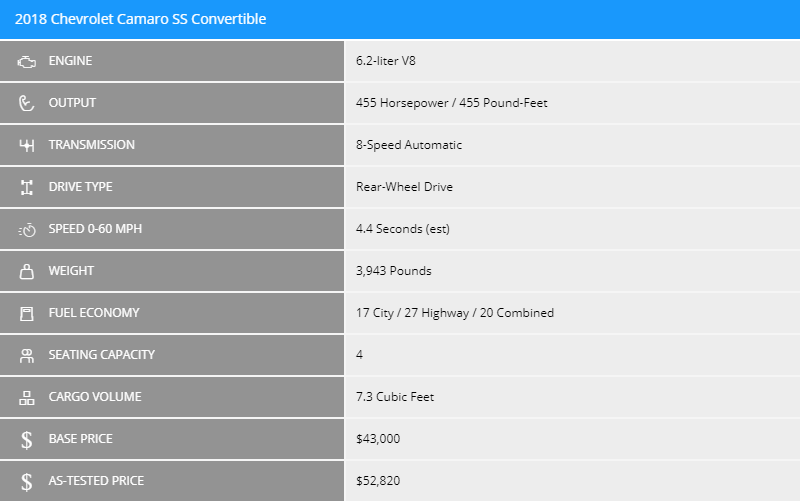 2018 Chevrolet Camaro SS Convertible
ENGINE 6.2-liter V8
OUTPUT 455 Horsepower / 455 Pound-Feet
TRANSMISSION 8-Speed Automatic
DRIVE TYPE Rear-Wheel Drive
SPEED 0-60 MPH 4.4 Seconds (est)
WEIGHT 3,943 Pounds
FUEL ECONOMY 17 City / 27 Highway / 20 Combined
SEATING CAPACITY 4
CARGO VOLUME 7.3 Cubic Feet
$ BASE PRICE $43,000
$ AS-TESTED PRICE $52,820